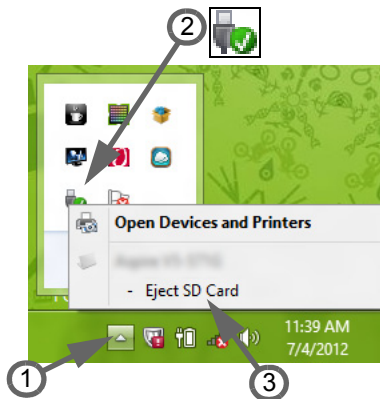 2
Open Devices and Printers
- Eject SD Card
11:39 AM
7/4/2012
1
3